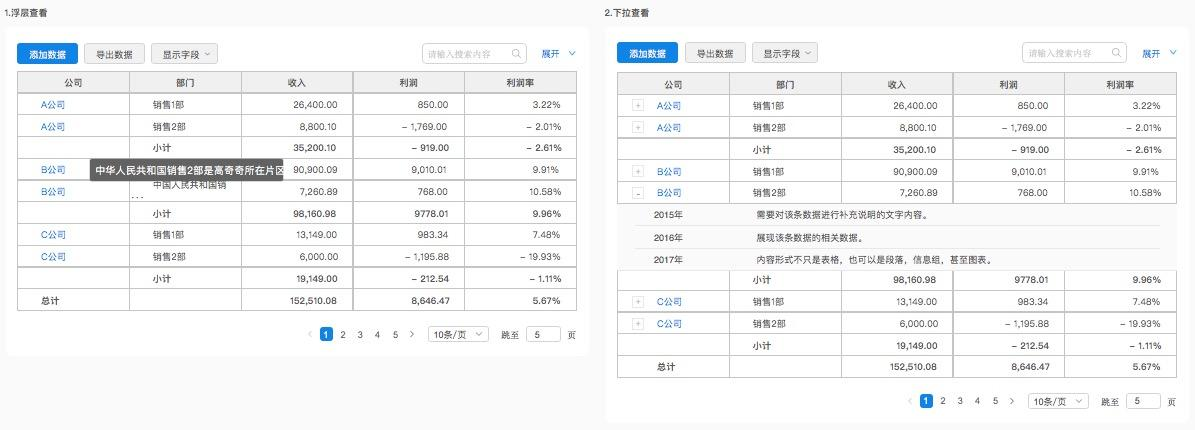 1.浮层查看
添加数据 导出数据 显示字段 请输入搜索内容 展开
公司 部门 收入 利润 利润率
A公司 销售1部 26,400.00 850.00 3.22%
A公司 销售2部 8,800.10 – 1,769.00 – 2.01%
小计 35,200.10 – 919.00 – 2.61%
B公司 中华人民共和国销售2部是高奇奇所在片区 90,900.09 9,010.01 9.91%
B公司 中国人民共和国销... 7,260.89 768.00 10.58%
小计 98,160.98 9778.01 9.96%
C公司 销售1部 13,149.00 983.34 7.48%
C公司 销售2部 6,000.00 – 1,195.88 – 19.93%
小计 19,149.00 – 212.54 – 1.11%
总计 152,510.08 8,646.47 5.67%
< 1 2 3 4 5 > 10条/页 跳至 5 页
2.下拉查看
添加数据 导出数据 显示字段 请输入搜索内容 展开
公司 部门 收入 利润 利润率
+ A公司 销售1部 26,400.00 850.00 3.22%
+ A公司 销售2部 8,800.10 – 1,769.00 – 2.01%
小计 35,200.10 – 919.00 – 2.61%
+ B公司 销售1部 90,900.09 9,010.01 9.91%
- B公司 销售2部 7,260.89 768.00 10.58%
2015年 需要对该条数据进行补充说明的文字内容。
2016年 展现该条数据的相关数据。
2017年 内容形式不只是表格，也可以是段落，信息组，甚至图表。
小计 98,160.98 9778.01 9.96%
+ C公司 销售1部 13,149.00 983.34 7.48%
+ C公司 销售2部 6,000.00 – 1,195.88 – 19.93%
小计 19,149.00 – 212.54 – 1.11%
总计 152,510.08 8,646.47 5.67%
< 1 2 3 4 5 > 10条/页 跳至 5 页